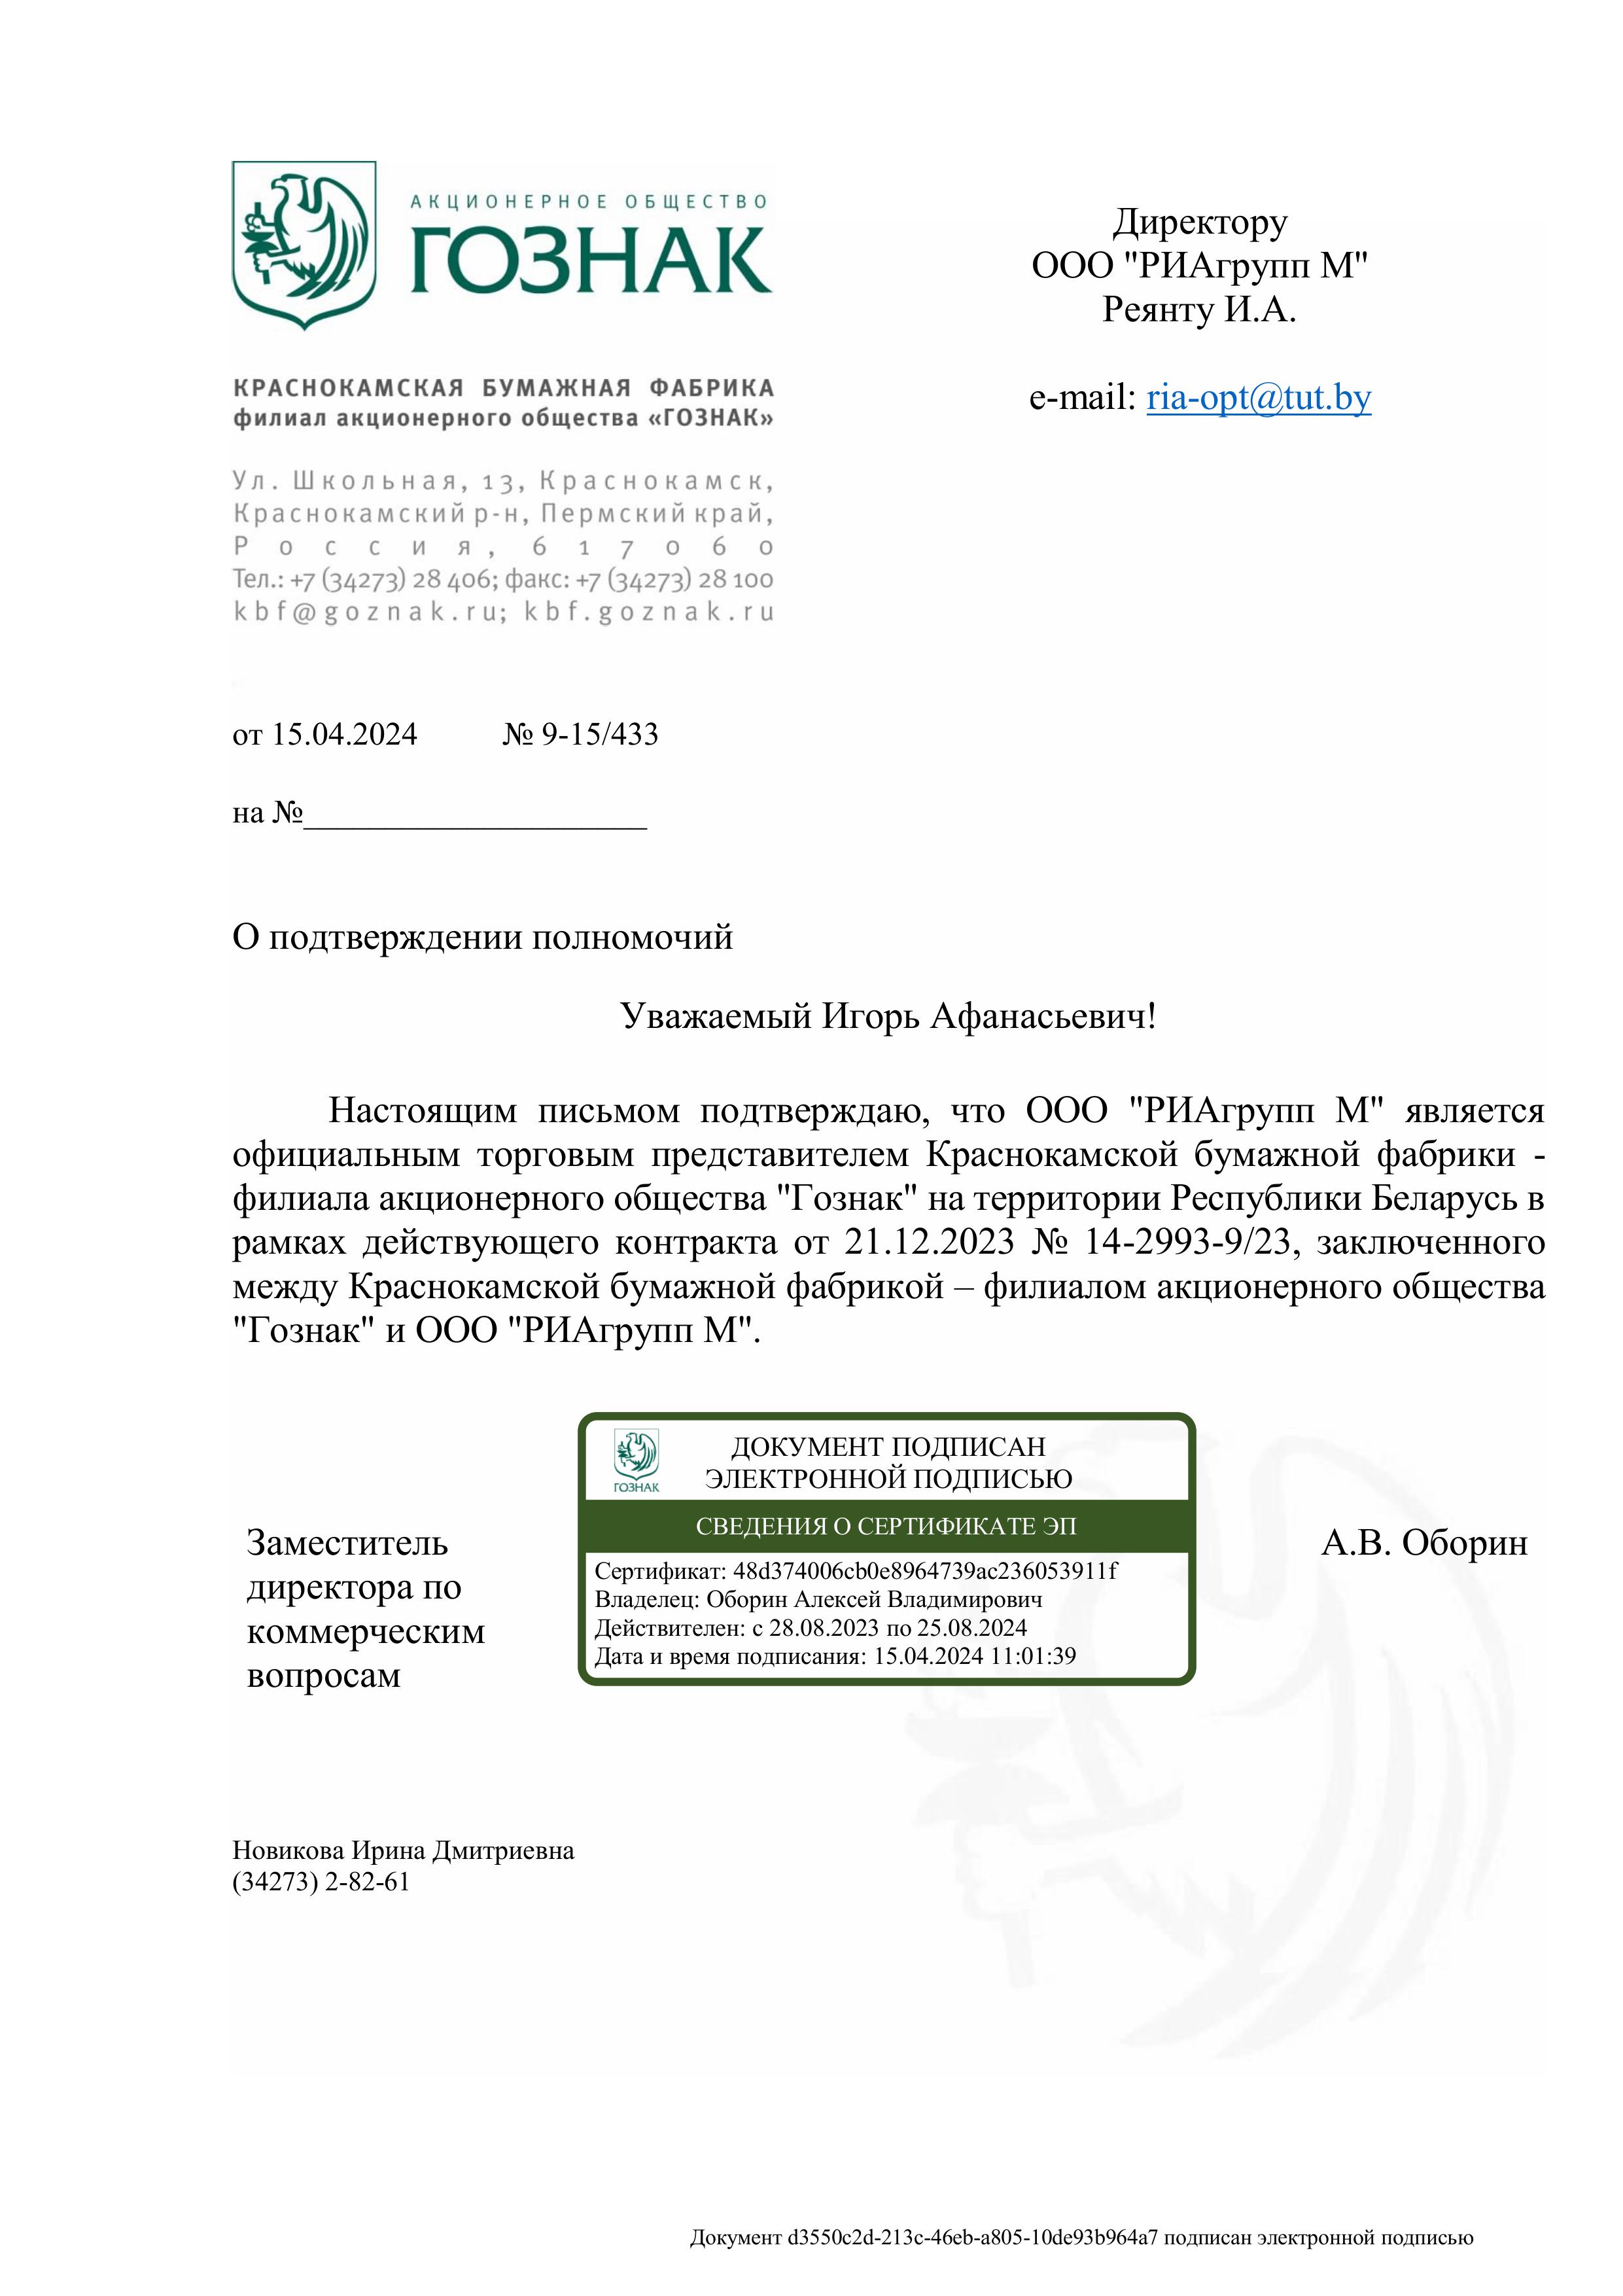 АКЦИОНЕРНОЕ ОБЩЕСТВО
ГОЗНАК
КРАСНОКАМСКАЯ БУМАЖНАЯ ФАБРИКА
филиал акционерного общества «ГОЗНАК»
Ул. Школьная, 13, Краснокамск,
Краснокамский р-н, Пермский край,
Россия, 617060
Тел.: +7 (34273) 28 406; факс: +7 (34273) 28 100
kbf@goznak.ru; kbf.goznak.ru
Директору
ООО "РИАгрупп М"
Реянту И.А.
e-mail: ria-opt@tut.by
от 15.04.2024 № 9-15/433
на №_____________________
О подтверждении полномочий
Уважаемый Игорь Афанасьевич!
Настоящим письмом подтверждаю, что ООО "РИАгрупп М" является
официальным торговым представителем Краснокамской бумажной фабрики -
филиала акционерного общества "Гознак" на территории Республики Беларусь в
рамках действующего контракта от 21.12.2023 № 14-2993-9/23, заключенного
между Краснокамской бумажной фабрикой – филиалом акционерного общества
"Гознак" и ООО "РИАгрупп М".
Заместитель
директора по
коммерческим
вопросам
ГОЗНАК
ДОКУМЕНТ ПОДПИСАН
ЭЛЕКТРОННОЙ ПОДПИСЬЮ
СВЕДЕНИЯ О СЕРТИФИКАТЕ ЭП
Сертификат: 48d374006cb0e8964739ac236053911f
Владелец: Оборин Алексей Владимирович
Действителен: с 28.08.2023 по 25.08.2024
Дата и время подписания: 15.04.2024 11:01:39
А.В. Оборин
Новикова Ирина Дмитриевна
(34273) 2-82-61
Документ d3550c2d-213c-46eb-a805-10de93b964a7 подписан электронной подписью